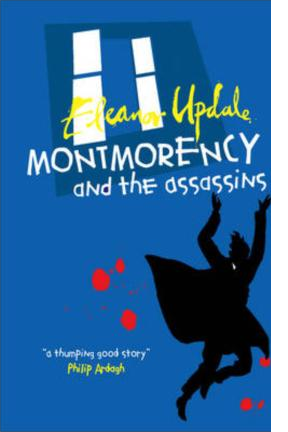 Eleanor Updale
MONTMORENCY
and the assassins
"a thumping good story"
Philip Ardagh